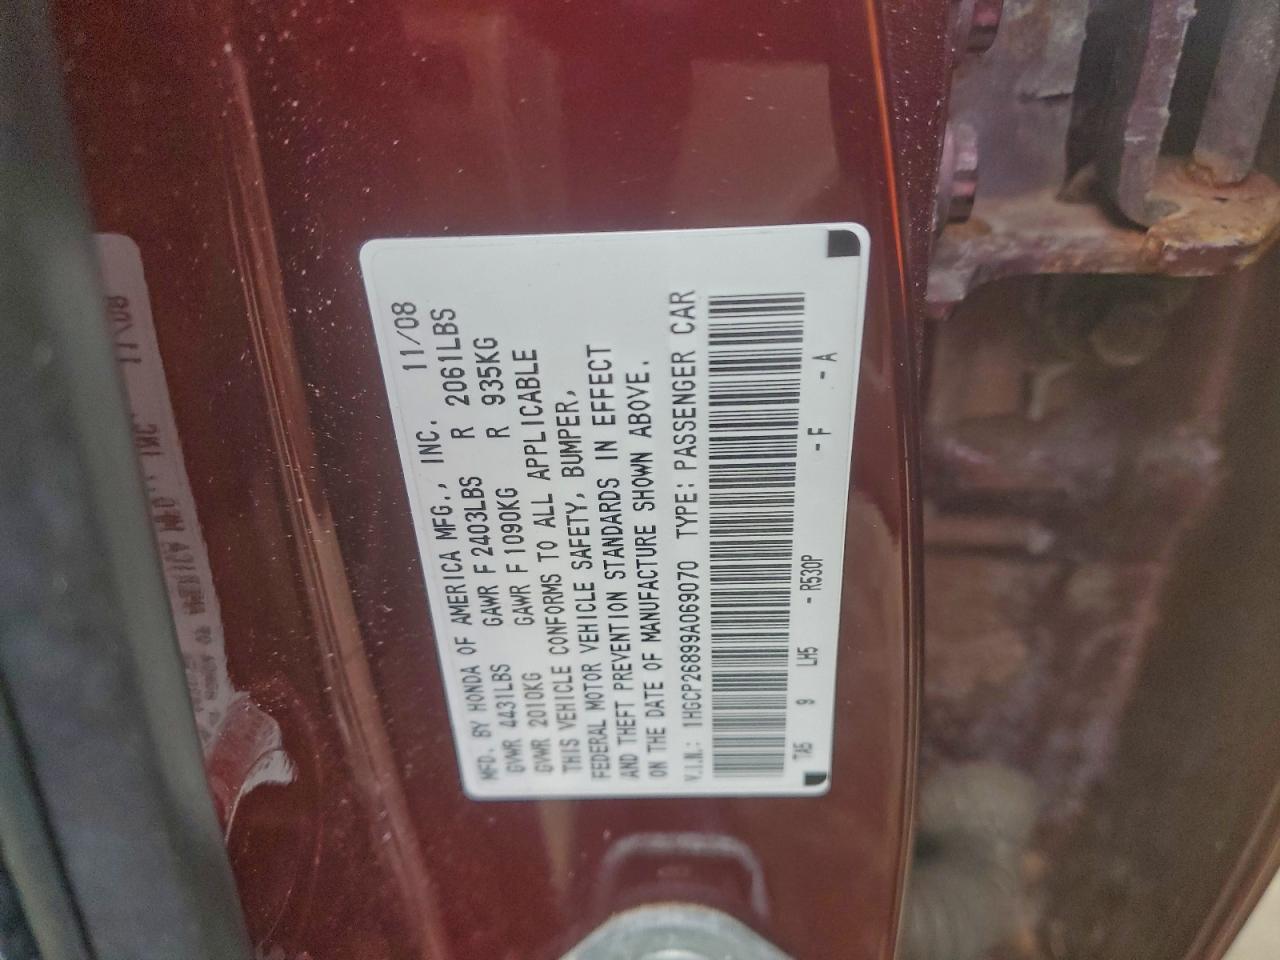 MFD. BY HONDA OF AMERICA MFG., INC. 11/08
GVWR 4431LBS GAWR F 2403LBS R 2061LBS
GVWR 2010KG GAWR F 1090KG R 935KG
THIS VEHICLE CONFORMS TO ALL APPLICABLE
FEDERAL MOTOR VEHICLE SAFETY, BUMPER,
AND THEFT PREVENTION STANDARDS IN EFFECT
ON THE DATE OF MANUFACTURE SHOWN ABOVE.
V.I.N.: 1HGCP26899A069070 TYPE: PASSENGER CAR
TA5 9 LH5 - R530P - F - A